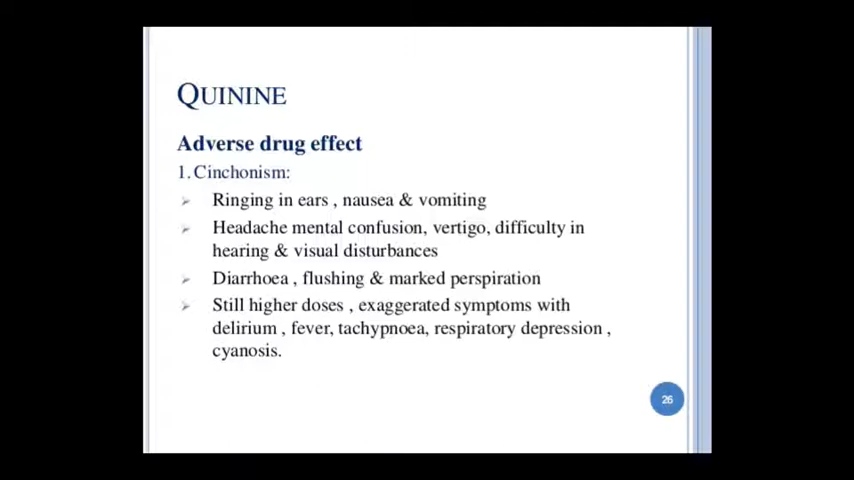 QUININE
Adverse drug effect
1. Cinchonism:
Ringing in ears , nausea & vomiting
Headache mental confusion, vertigo, difficulty in
hearing & visual disturbances
Diarrhoea , flushing & marked perspiration
Still higher doses , exaggerated symptoms with
delirium , fever, tachypnoea, respiratory depression ,
cyanosis.
26